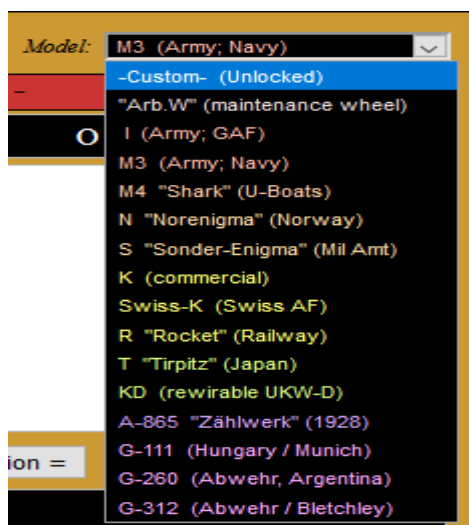 Model: M3 (Army; Navy)
-Custom- (Unlocked)
-
"Arb.W" (maintenance wheel)
O
I (Army; GAF)
M3 (Army; Navy)
M4 "Shark" (U-Boats)
N "Norenigma" (Norway)
S "Sonder-Enigma" (Mil Amt)
K (commercial)
Swiss-K (Swiss AF)
R "Rocket" (Railway)
T "Tirpitz" (Japan)
KD (rewirable UKW-D)
A-865 "Zählwerk" (1928)
G-111 (Hungary / Munich)
ion =
G-260 (Abwehr, Argentina)
G-312 (Abwehr / Bletchley)